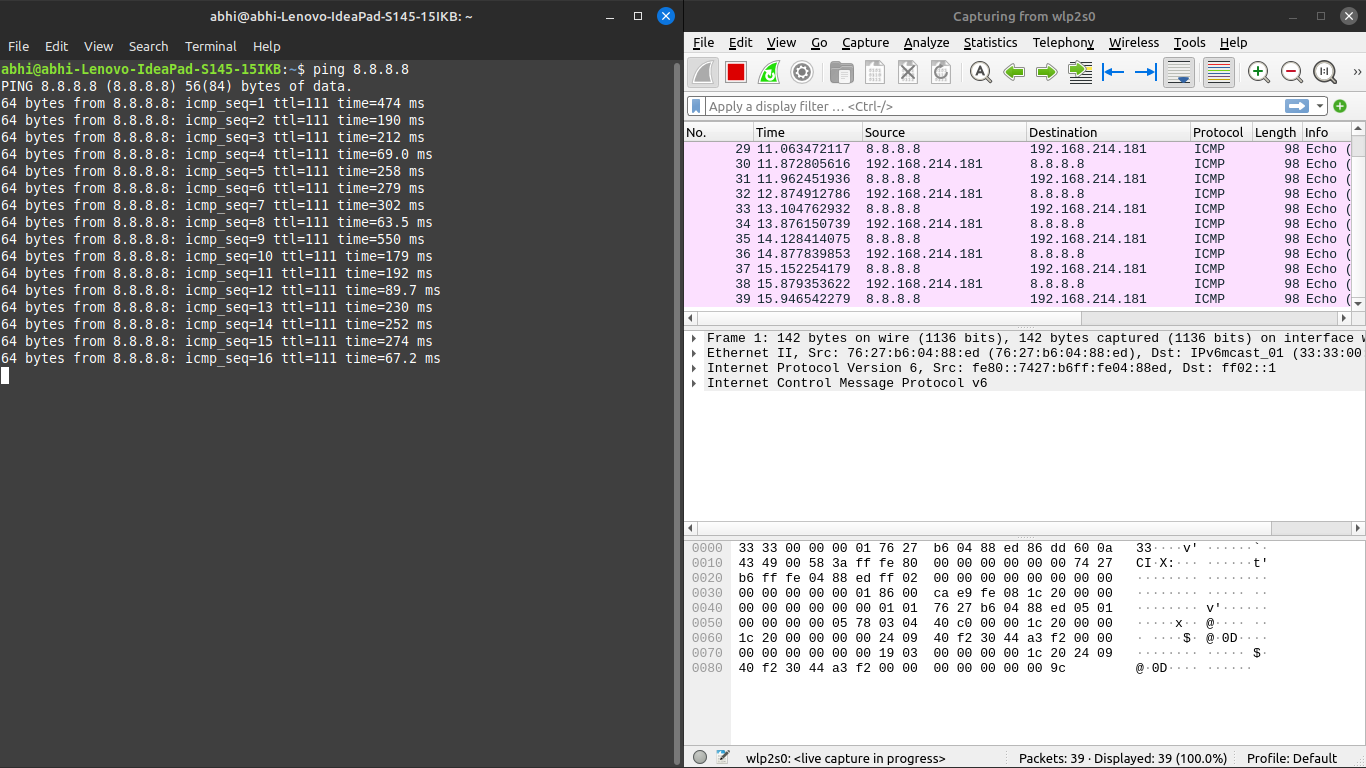 abhi@abhi-Lenovo-IdeaPad-S145-15IKB: ~
File Edit View Search Terminal Help
abhi@abhi-Lenovo-IdeaPad-S145-15IKB:~$ ping 8.8.8.8
PING 8.8.8.8 (8.8.8.8) 56(84) bytes of data.
64 bytes from 8.8.8.8: icmp_seq=1 ttl=111 time=474 ms
64 bytes from 8.8.8.8: icmp_seq=2 ttl=111 time=190 ms
64 bytes from 8.8.8.8: icmp_seq=3 ttl=111 time=212 ms
64 bytes from 8.8.8.8: icmp_seq=4 ttl=111 time=69.0 ms
64 bytes from 8.8.8.8: icmp_seq=5 ttl=111 time=258 ms
64 bytes from 8.8.8.8: icmp_seq=6 ttl=111 time=279 ms
64 bytes from 8.8.8.8: icmp_seq=7 ttl=111 time=302 ms
64 bytes from 8.8.8.8: icmp_seq=8 ttl=111 time=63.5 ms
64 bytes from 8.8.8.8: icmp_seq=9 ttl=111 time=550 ms
64 bytes from 8.8.8.8: icmp_seq=10 ttl=111 time=179 ms
64 bytes from 8.8.8.8: icmp_seq=11 ttl=111 time=192 ms
64 bytes from 8.8.8.8: icmp_seq=12 ttl=111 time=89.7 ms
64 bytes from 8.8.8.8: icmp_seq=13 ttl=111 time=230 ms
64 bytes from 8.8.8.8: icmp_seq=14 ttl=111 time=252 ms
64 bytes from 8.8.8.8: icmp_seq=15 ttl=111 time=274 ms
64 bytes from 8.8.8.8: icmp_seq=16 ttl=111 time=67.2 ms
Capturing from wlp2s0
File Edit View Go Capture Analyze Statistics Telephony Wireless Tools Help
Apply a display filter … <Ctrl-/>
No. Time Source Destination Protocol Length Info
29 11.063472117 8.8.8.8 192.168.214.181 ICMP 98 Echo (
30 11.872805616 192.168.214.181 8.8.8.8 ICMP 98 Echo (
31 11.962451936 8.8.8.8 192.168.214.181 ICMP 98 Echo (
32 12.874912786 192.168.214.181 8.8.8.8 ICMP 98 Echo (
33 13.104762932 8.8.8.8 192.168.214.181 ICMP 98 Echo (
34 13.876150739 192.168.214.181 8.8.8.8 ICMP 98 Echo (
35 14.128414075 8.8.8.8 192.168.214.181 ICMP 98 Echo (
36 14.877839853 192.168.214.181 8.8.8.8 ICMP 98 Echo (
37 15.152254179 8.8.8.8 192.168.214.181 ICMP 98 Echo (
38 15.879353622 192.168.214.181 8.8.8.8 ICMP 98 Echo (
39 15.946542279 8.8.8.8 192.168.214.181 ICMP 98 Echo (
Frame 1: 142 bytes on wire (1136 bits), 142 bytes captured (1136 bits) on interface w
Ethernet II, Src: 76:27:b6:04:88:ed (76:27:b6:04:88:ed), Dst: IPv6mcast_01 (33:33:00
Internet Protocol Version 6, Src: fe80::7427:b6ff:fe04:88ed, Dst: ff02::1
Internet Control Message Protocol v6
0000 33 33 00 00 00 01 76 27 b6 04 88 ed 86 dd 60 0a 33····v' ······`·
0010 43 49 00 58 3a ff fe 80 00 00 00 00 00 00 74 27 CI·X:··· ······t'
0020 b6 ff fe 04 88 ed ff 02 00 00 00 00 00 00 00 00 ········ ········
0030 00 00 00 00 00 01 86 00 ca e9 fe 08 1c 20 00 00 ········ ····· ··
0040 00 00 00 00 00 00 01 01 76 27 b6 04 88 ed 05 01 ········ v'······
0050 00 00 00 00 05 78 03 04 40 c0 00 00 1c 20 00 00 ·····x·· @···· ··
0060 1c 20 00 00 00 00 24 09 40 f2 30 44 a3 f2 00 00 · ····$· @·0D····
0070 00 00 00 00 00 00 19 03 00 00 00 00 1c 20 24 09 ········ ····· $·
0080 40 f2 30 44 a3 f2 00 00 00 00 00 00 00 9c @·0D···· ······
wlp2s0: <live capture in progress> Packets: 39 · Displayed: 39 (100.0%) Profile: Default